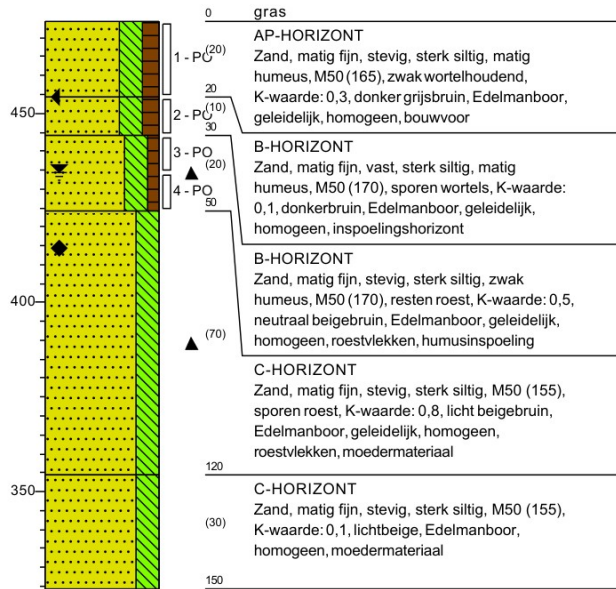 0 gras
AP-HORIZONT
Zand, matig fijn, stevig, sterk siltig, matig
humeus, M50 (165), zwak wortelhoudend,
K-waarde: 0,3, donker grijsbruin, Edelmanboor,
geleidelijk, homogeen, bouwvoor
1 - PO (20)
20
450
2 - PO (10)
30
B-HORIZONT
Zand, matig fijn, vast, sterk siltig, matig
humeus, M50 (170), sporen wortels, K-waarde:
0,1, donkerbruin, Edelmanboor, geleidelijk,
homogeen, inspoelingshorizont
3 - PO
(20)
4 - PO
50
B-HORIZONT
Zand, matig fijn, stevig, sterk siltig, zwak
humeus, M50 (170), resten roest, K-waarde: 0,5,
neutraal beigebruin, Edelmanboor, geleidelijk,
homogeen, roestvlekken, humusinspoeling
400
(70)
C-HORIZONT
Zand, matig fijn, stevig, sterk siltig, M50 (155),
sporen roest, K-waarde: 0,8, licht beigebruin,
Edelmanboor, geleidelijk, homogeen,
roestvlekken, moedermateriaal
120
350
(30)
C-HORIZONT
Zand, matig fijn, stevig, sterk siltig, M50 (155),
K-waarde: 0,1, lichtbeige, Edelmanboor,
homogeen, moedermateriaal
150